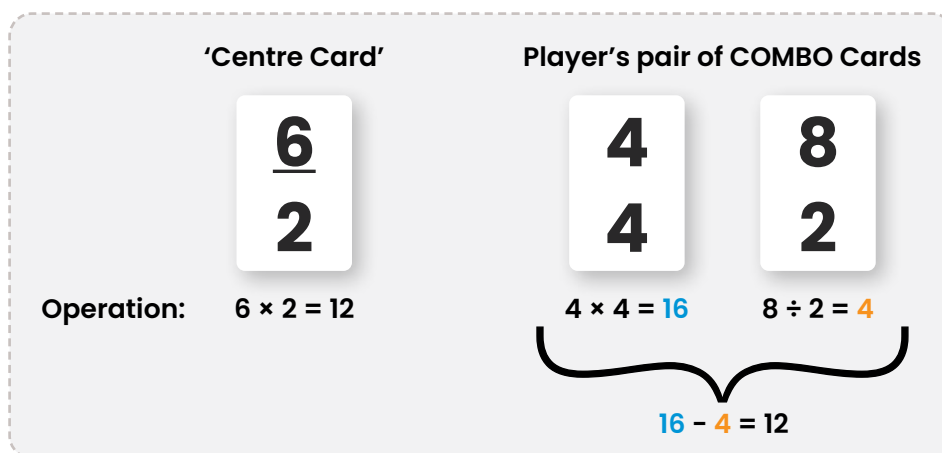 ‘Centre Card’
Player’s pair of COMBO Cards
6
2
4
4
8
2
Operation:
6 × 2 = 12
4 × 4 = 16
8 ÷ 2 = 4
16 - 4 = 12